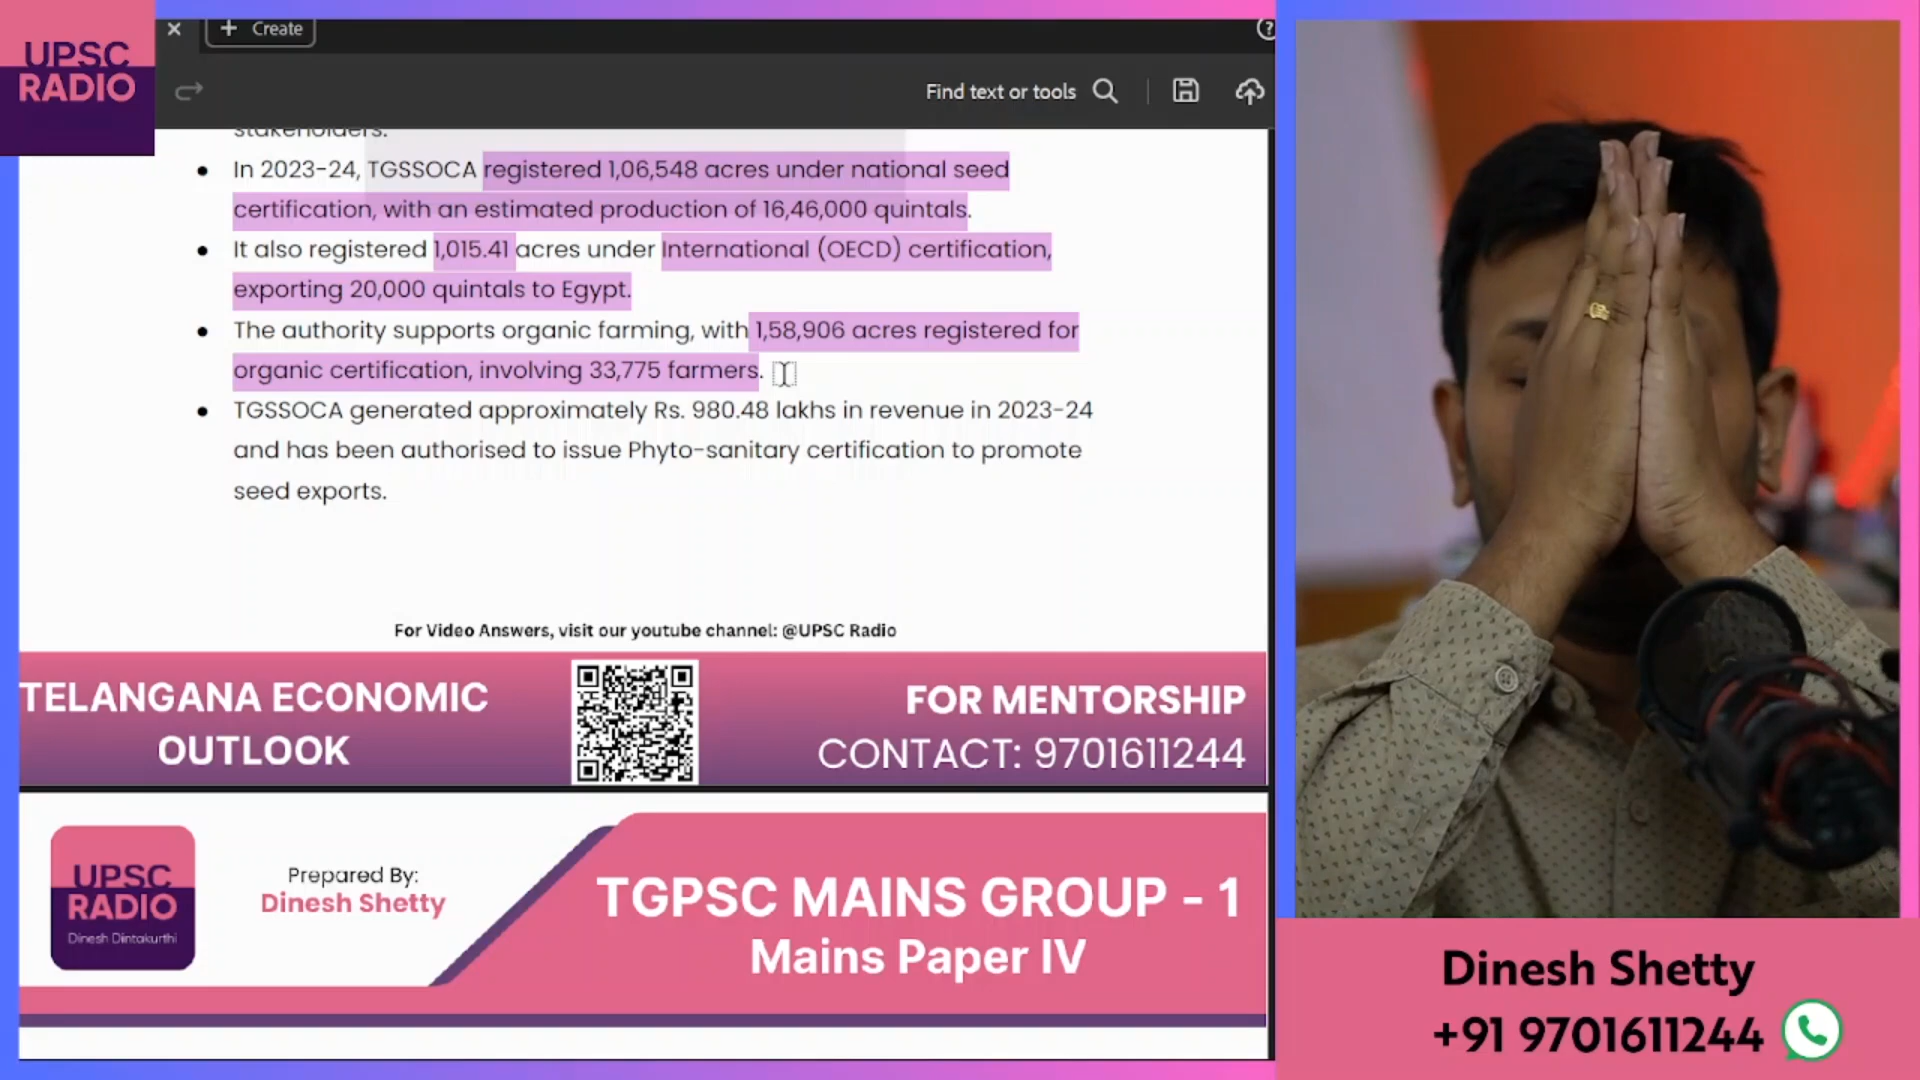 UPSC
RADIO
Create
Find text or tools
stakeholders.
• In 2023-24, TGSSOCA registered 1,06,548 acres under national seed
certification, with an estimated production of 16,46,000 quintals.
• It also registered 1,015.41 acres under International (OECD) certification,
exporting 20,000 quintals to Egypt.
• The authority supports organic farming, with 1,58,906 acres registered for
organic certification, involving 33,775 farmers.
• TGSSOCA generated approximately Rs. 980.48 lakhs in revenue in 2023-24
and has been authorised to issue Phyto-sanitary certification to promote
seed exports.
For Video Answers, visit our youtube channel: @UPSC Radio
TELANGANA ECONOMIC
OUTLOOK
FOR MENTORSHIP
CONTACT: 9701611244
UPSC
RADIO
Dinesh Dintakurthi
Prepared By:
Dinesh Shetty
TGPSC MAINS GROUP - 1
Mains Paper IV
Dinesh Shetty
+91 9701611244